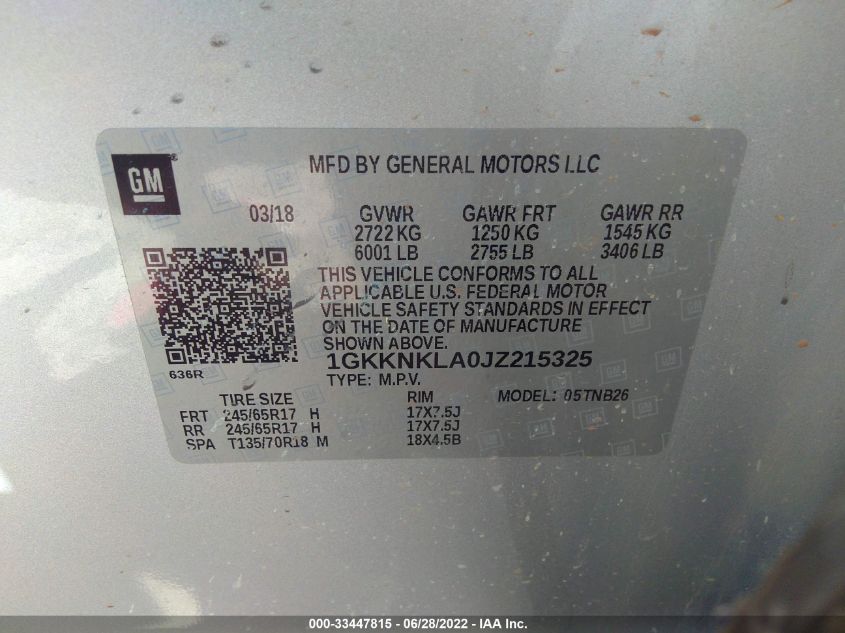 GM
®
MFD BY GENERAL MOTORS LLC
03/18 GVWR GAWR FRT GAWR RR
2722 KG 1250 KG 1545 KG
6001 LB 2755 LB 3406 LB
THIS VEHICLE CONFORMS TO ALL
APPLICABLE U.S. FEDERAL MOTOR
VEHICLE SAFETY STANDARDS IN EFFECT
ON THE DATE OF MANUFACTURE
SHOWN ABOVE.
1GKKNKLA0JZ215325
636R
TYPE: M.P.V.
TIRE SIZE RIM MODEL: 05TNB26
FRT 245/65R17 H 17X7.5J
RR 245/65R17 H 17X7.5J
SPA T135/70R18 M 18X4.5B
000-33447815 - 06/28/2022 - IAA Inc.